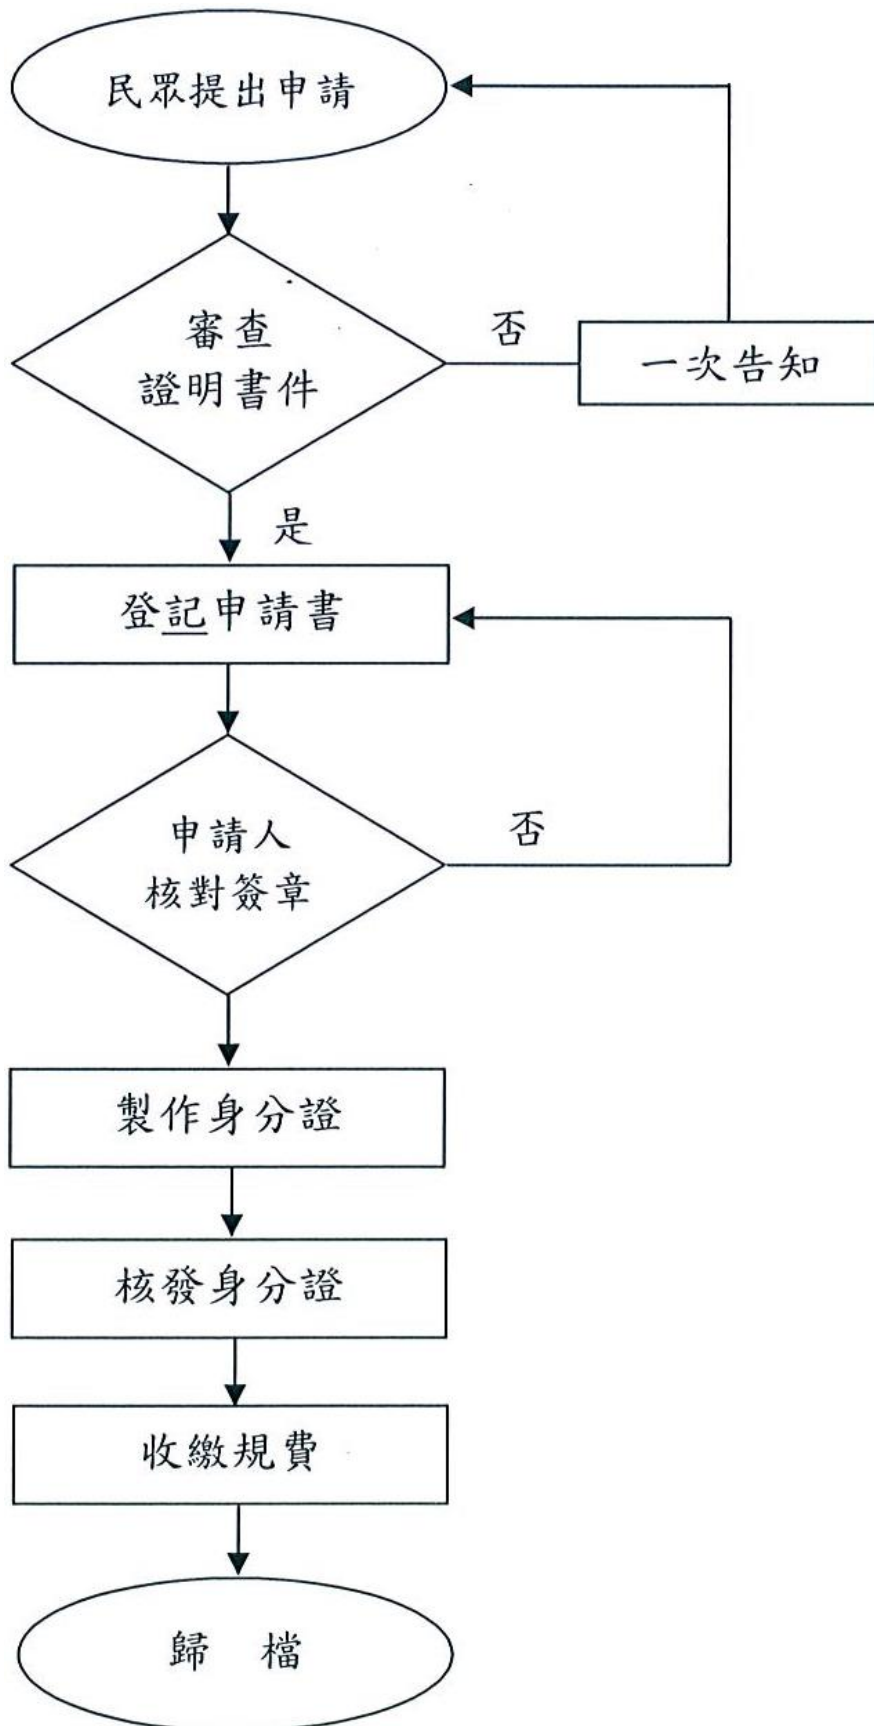 民眾提出申請
審查
證明書件
否
一次告知
是
登記申請書
申請人
核對簽章
否
製作身分證
核發身分證
收繳規費
歸 檔